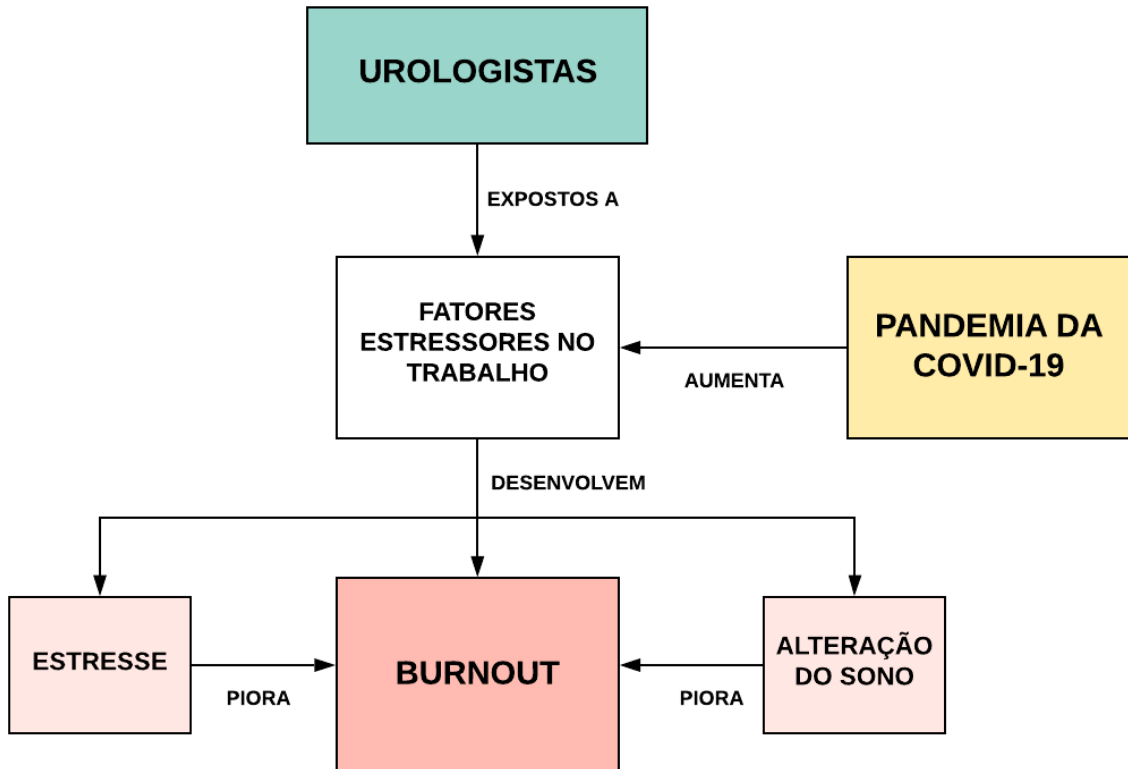 UROLOGISTAS
EXPOSTOS A
FATORES
ESTRESSORES NO
TRABALHO
PANDEMIA DA
COVID-19
AUMENTA
DESENVOLVEM
ESTRESSE
PIORA
BURNOUT
PIORA
ALTERAÇÃO
DO SONO